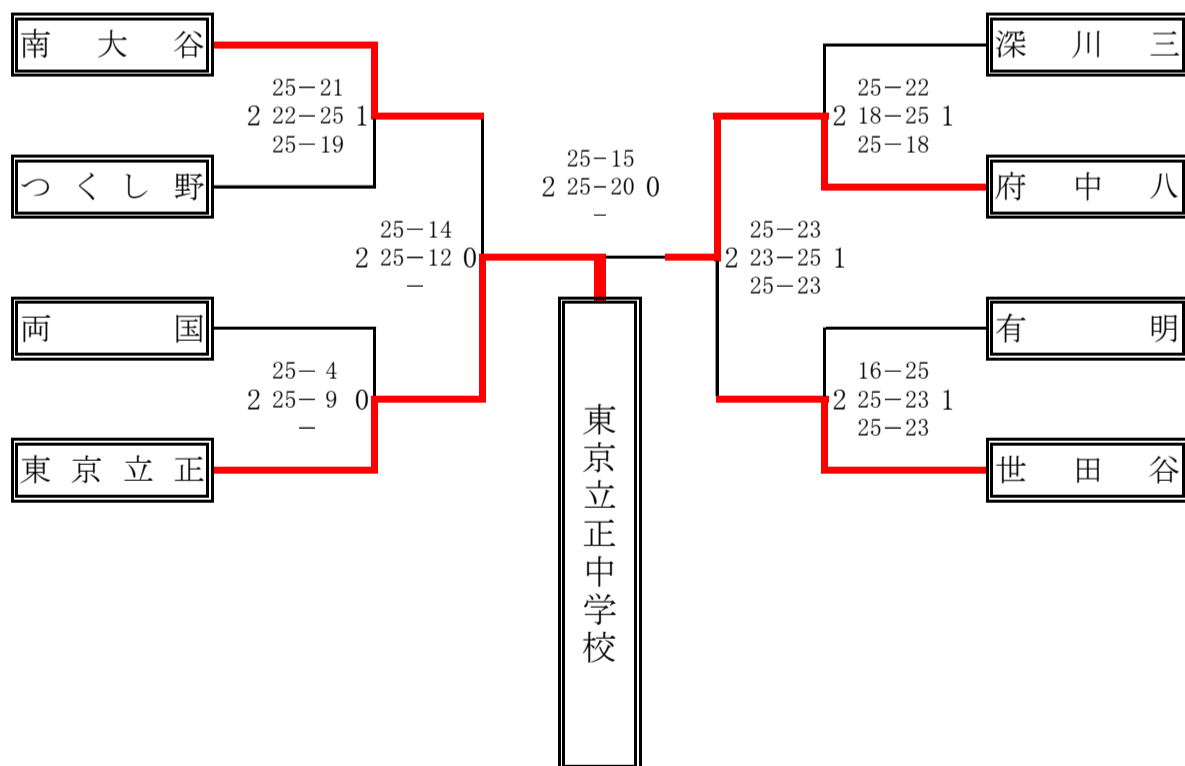 南大谷
25-21
2 22-25 1
25-19
つくし野
25-14
2 25-12 0
-
両国
25- 4
2 25- 9 0
-
東京立正
25-15
2 25-20 0
-
東京立正中学校
深川三
25-22
2 18-25 1
25-18
府中八
25-23
2 23-25 1
25-23
有明
16-25
2 25-23 1
25-23
世田谷